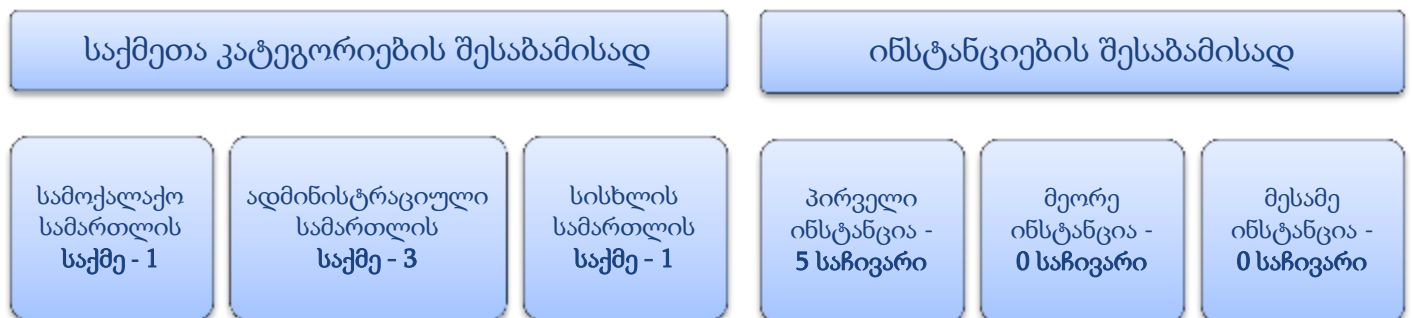 საქმეთა კატეგორიების შესაბამისად
სამოქალაქო
სამართლის
საქმე - 1
ადმინისტრაციული
სამართლის
საქმე - 3
სისხლის
სამართლის
საქმე - 1
ინსტანციების შესაბამისად
პირველი
ინსტანცია -
5 საჩივარი
მეორე
ინსტანცია -
0 საჩივარი
მესამე
ინსტანცია -
0 საჩივარი